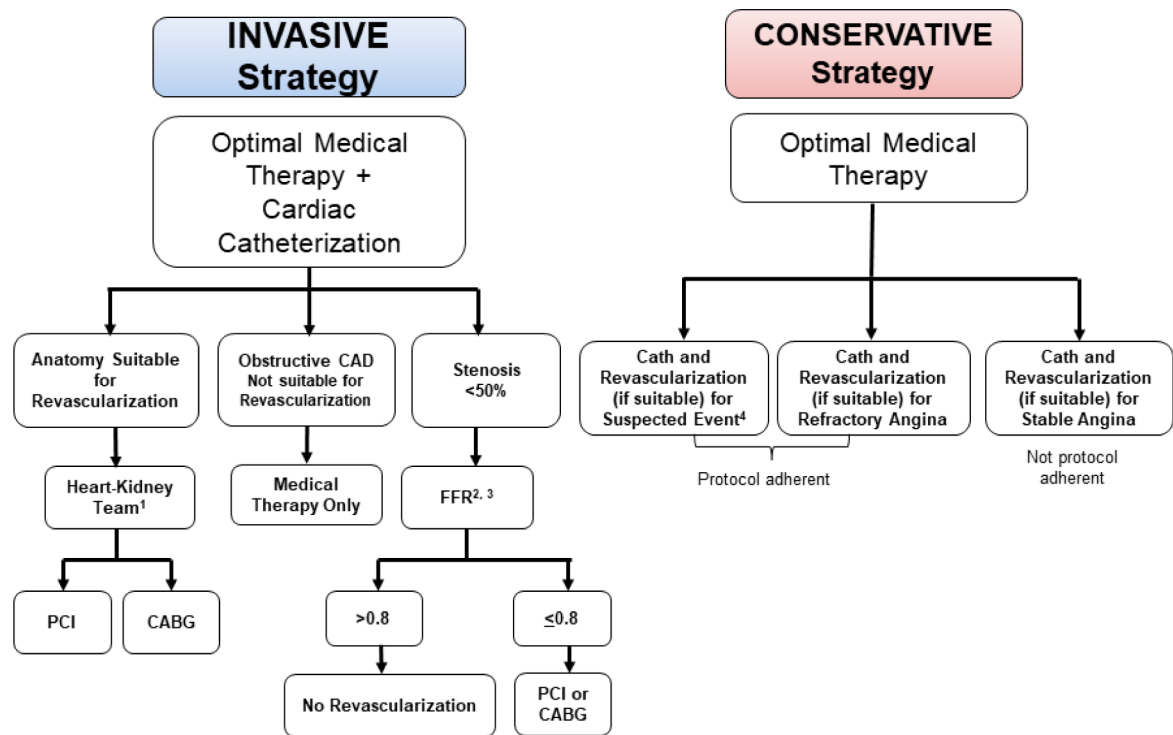 INVASIVE
Strategy
Optimal Medical
Therapy +
Cardiac
Catheterization
Anatomy Suitable
for
Revascularization
Obstructive CAD
Not suitable for
Revascularization
Stenosis
<50%
Heart-Kidney
Team¹
Medical
Therapy Only
FFR², ³
PCI
CABG
>0.8
≤0.8
No Revascularization
PCI or
CABG
CONSERVATIVE
Strategy
Optimal Medical
Therapy
Cath and
Revascularization
(if suitable) for
Suspected Event⁴
Cath and
Revascularization
(if suitable) for
Refractory Angina
Cath and
Revascularization
(if suitable) for
Stable Angina
Protocol adherent
Not protocol
adherent